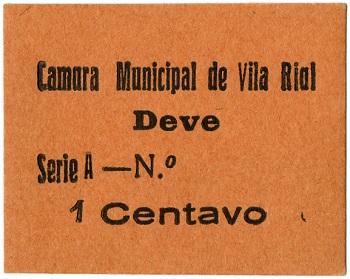 Camara Municipal de Vila Rial
Deve
Serie A — N.º
1 Centavo